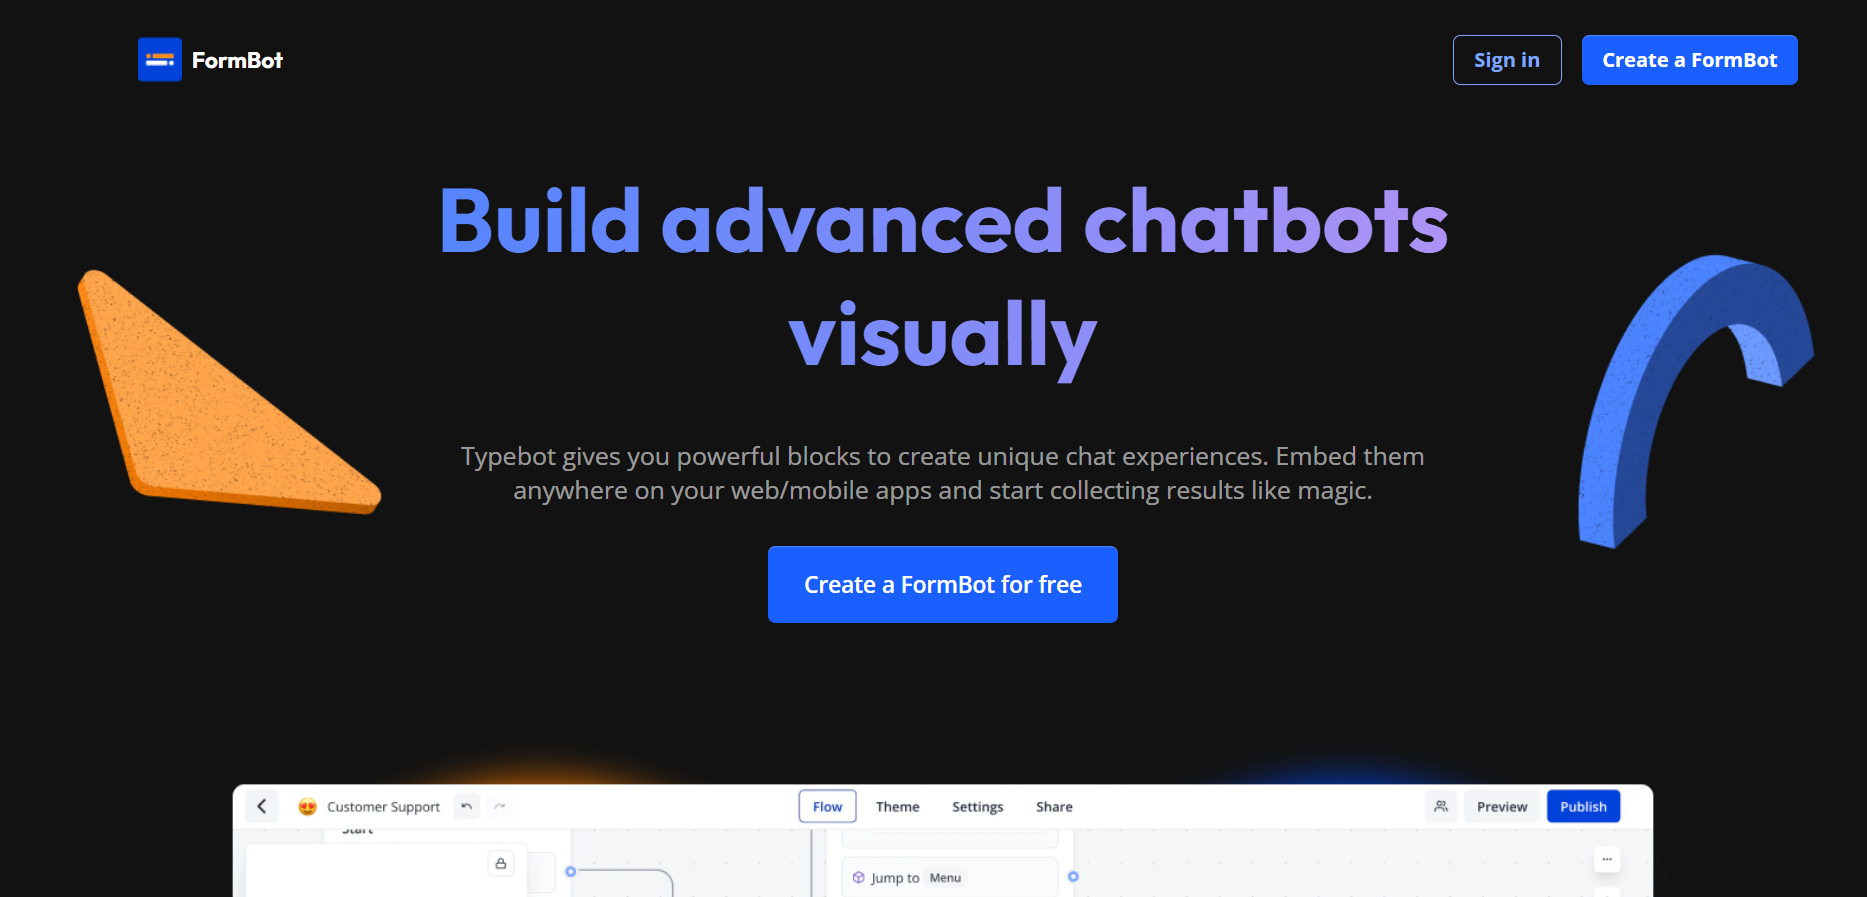 FormBot
Sign in
Create a FormBot
Build advanced chatbots
visually
Typebot gives you powerful blocks to create unique chat experiences. Embed them
anywhere on your web/mobile apps and start collecting results like magic.
Create a FormBot for free
Customer Support
Flow
Theme
Settings
Share
Preview
Publish
Start
Jump to Menu